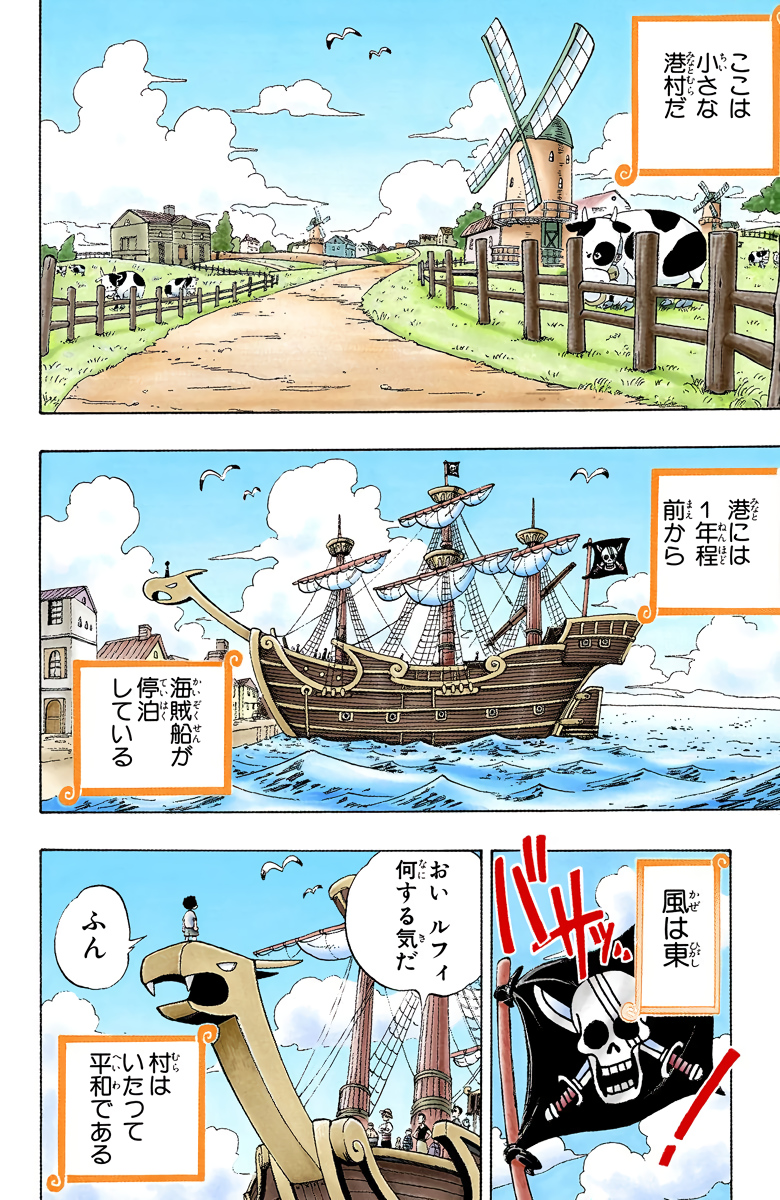 ここは
小さな
港村だ
港には
1年程
前から
海賊船が
停泊
している
風は東
バサッ…
！
おい ルフィ
何する気だ
ふん
村は
いたって
平和である